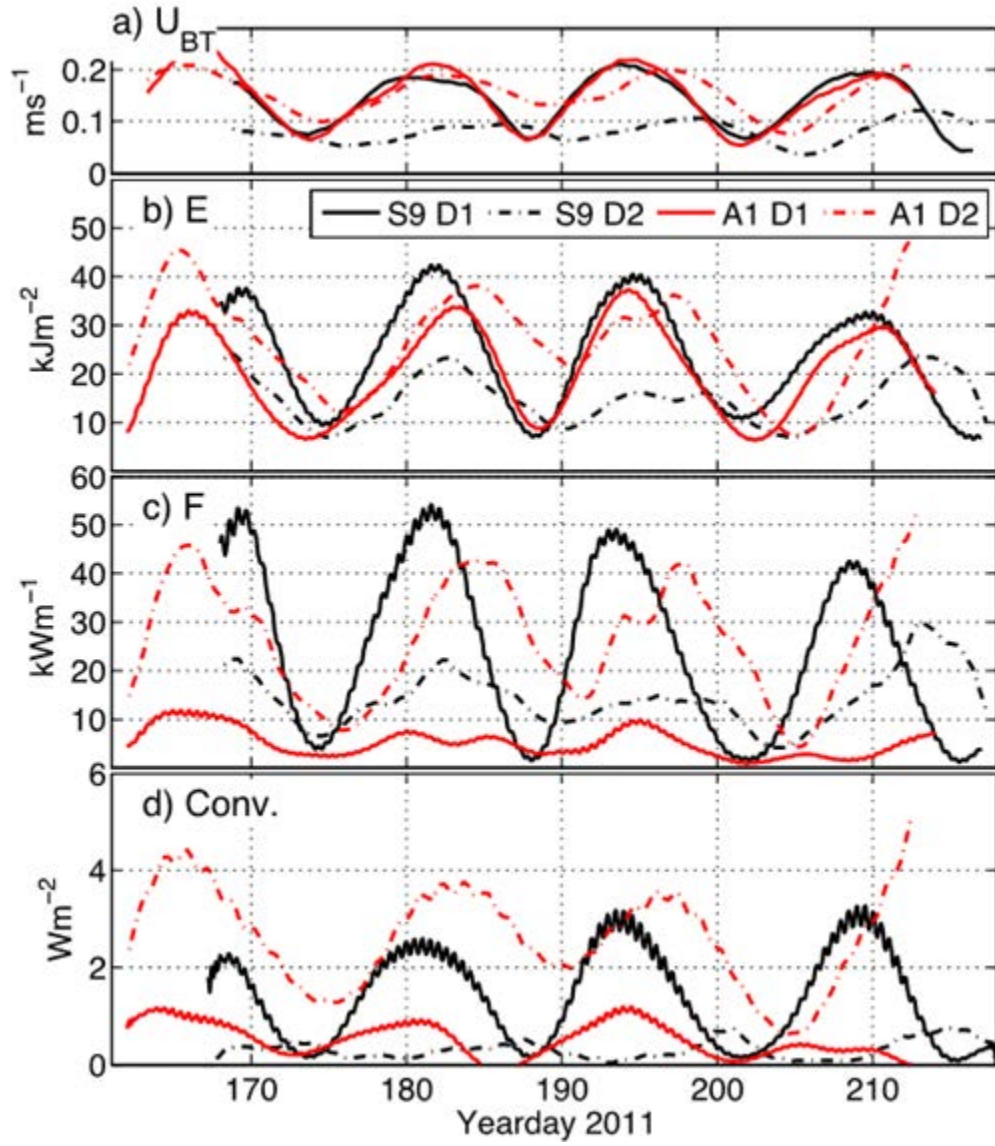 a) U_BT
ms⁻¹
0.2
0.1
0
b) E
S9 D1 S9 D2 A1 D1 A1 D2
kJm⁻²
50
40
30
20
10
60
c) F
kWm⁻¹
50
40
30
20
10
6
d) Conv.
Wm⁻²
4
2
0
170 180 190 200 210
Yearday 2011